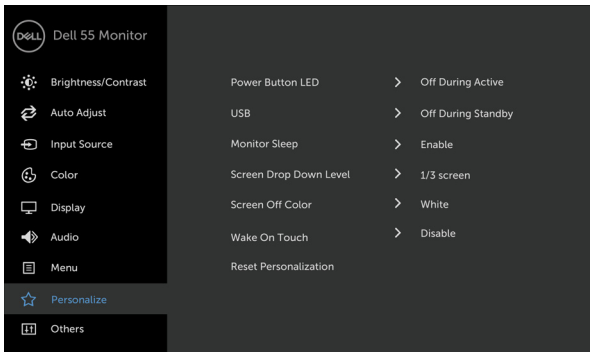 DELL Dell 55 Monitor
Brightness/Contrast
Auto Adjust
Input Source
Color
Display
Audio
Menu
Personalize
Others
Power Button LED > Off During Active
USB > Off During Standby
Monitor Sleep > Enable
Screen Drop Down Level > 1/3 screen
Screen Off Color > White
Wake On Touch > Disable
Reset Personalization